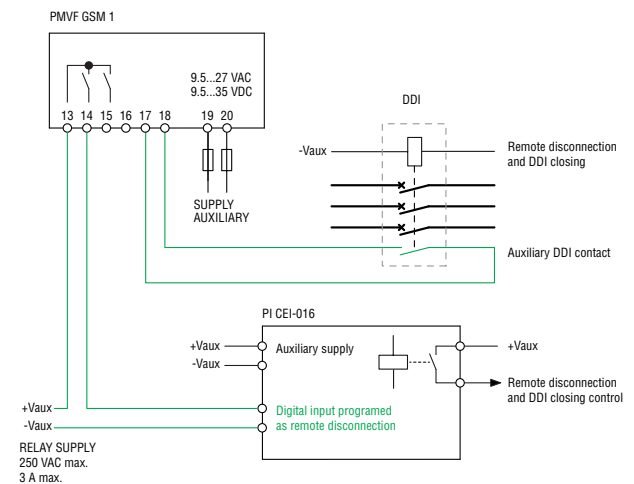 PMVF GSM 1
9.5...27 VAC
9.5...35 VDC
13 14 15 16 17 18 19 20
SUPPLY
AUXILIARY
DDI
-Vaux
Remote disconnection
and DDI closing
Auxiliary DDI contact
PI CEI-016
+Vaux
-Vaux
Auxiliary supply
+Vaux
Remote disconnection
and DDI closing control
Digital input programed
as remote disconnection
+Vaux
-Vaux
RELAY SUPPLY
250 VAC max.
3 A max.